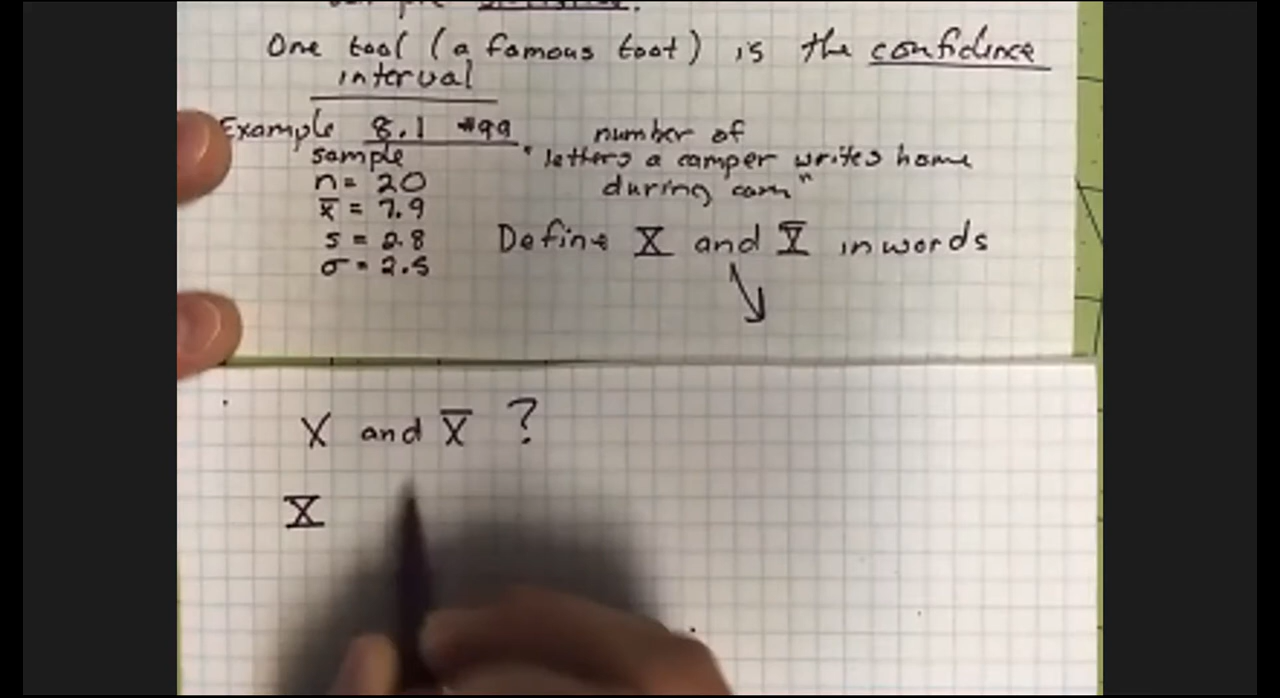 One tool (a famous toot) is the confidence
interval
Example 8.1 #99 number of
sample "letters a camper writes home
n = 20 during cam"
x̅ = 7.9
s = 2.8 Define X and X̅ in words
σ = 2.5
X and X̅ ?
X